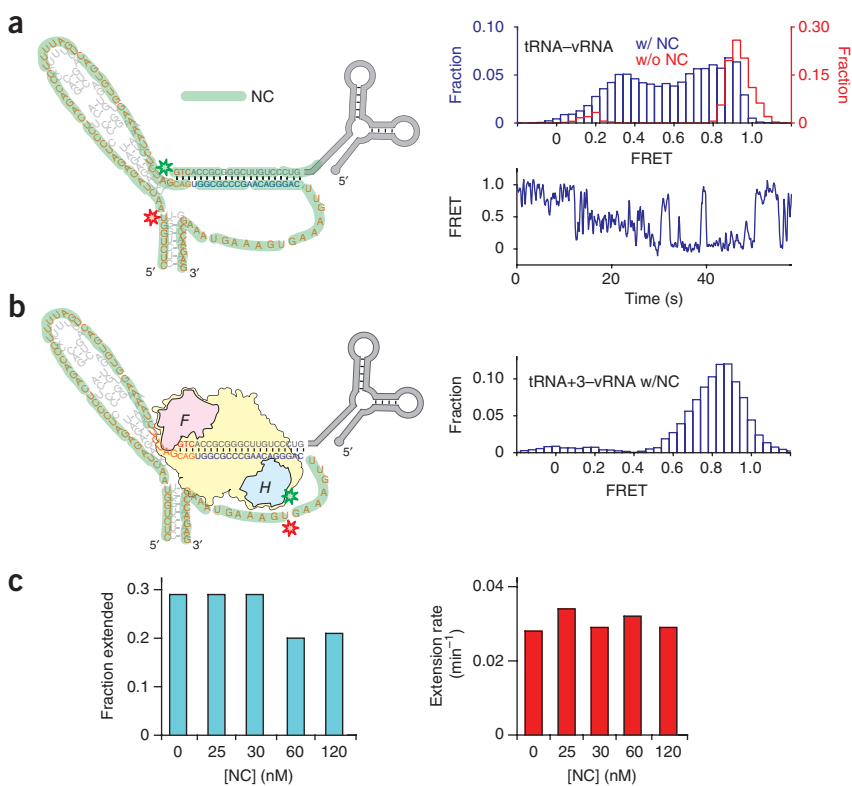 a
NC
GTCACCGCGGGCUUGUCCCUG
CAGUGGCGCCCGAACAGGGAC
5′
5′ 3′
tRNA–vRNA
w/ NC
w/o NC
Fraction
0.10
0.05
0
0.30
0.15
0
Fraction
0 0.2 0.4 0.6 0.8 1.0
FRET
FRET
1.0
0.5
0
0 20 40
Time (s)
b
F
H
GTCACCGCGGGCUUGUCCCUG
CAGUGGCGCCCGAACAGGGAC
5′
5′ 3′
tRNA+3–vRNA w/NC
Fraction
0.10
0.05
0
0 0.2 0.4 0.6 0.8 1.0
FRET
c
Fraction extended
0.3
0.2
0.1
0
0 25 30 60 120
[NC] (nM)
Extension rate
(min⁻¹)
0.04
0.02
0
0 25 30 60 120
[NC] (nM)